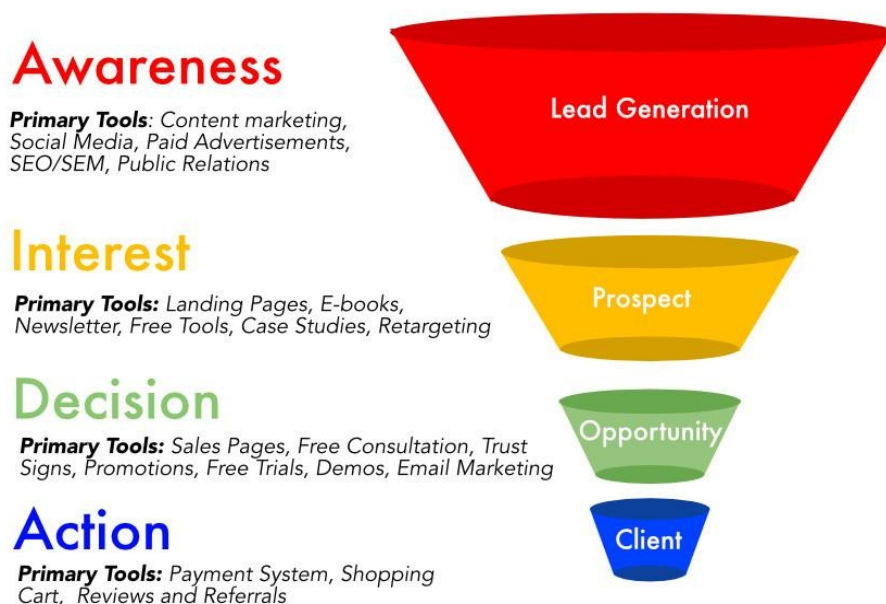 Awareness
Primary Tools: Content marketing,
Social Media, Paid Advertisements,
SEO/SEM, Public Relations
Lead Generation
Interest
Primary Tools: Landing Pages, E-books,
Newsletter, Free Tools, Case Studies, Retargeting
Prospect
Decision
Primary Tools: Sales Pages, Free Consultation, Trust
Signs, Promotions, Free Trials, Demos, Email Marketing
Opportunity
Action
Primary Tools: Payment System, Shopping
Cart, Reviews and Referrals
Client